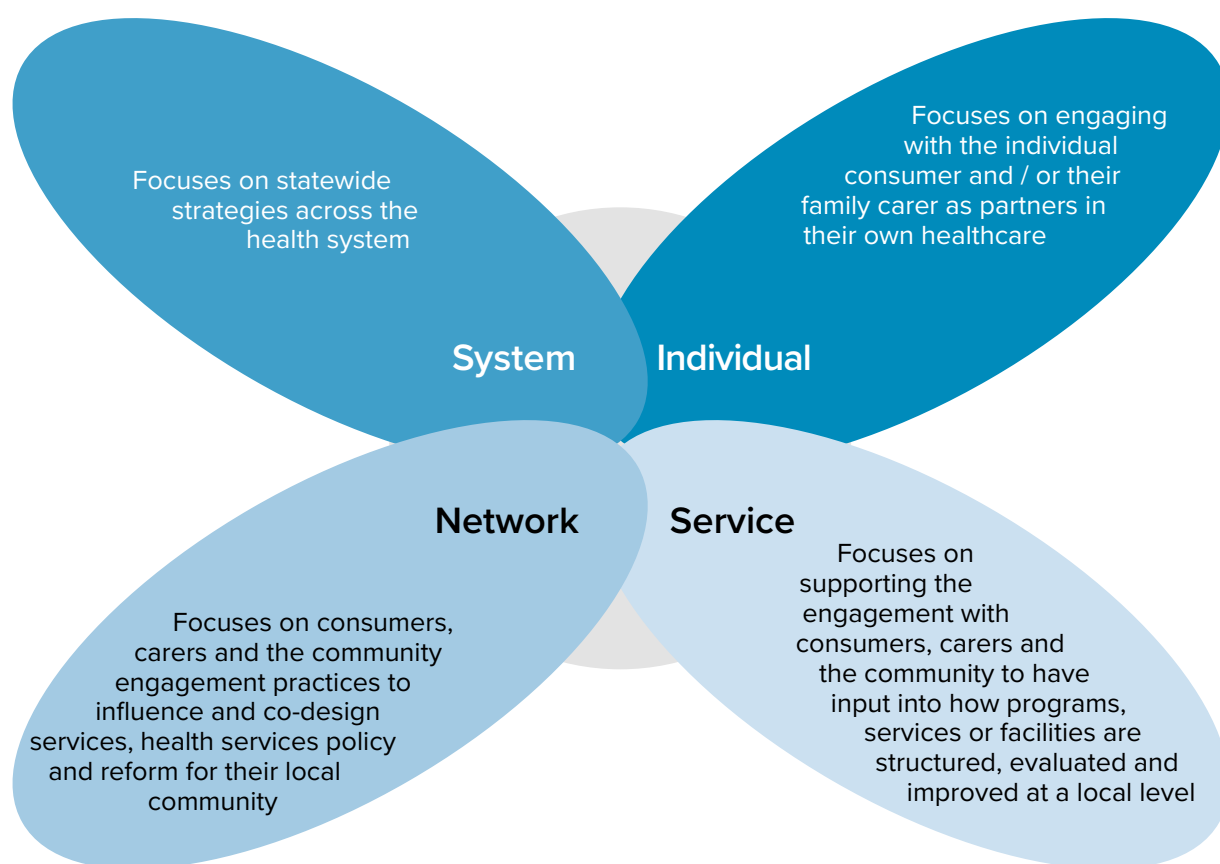 Focuses on statewide
strategies across the
health system
System
Focuses on engaging
with the individual
consumer and / or their
family carer as partners in
their own healthcare
Individual
Network
Focuses on consumers,
carers and the community
engagement practices to
influence and co-design
services, health services policy
and reform for their local
community
Service
Focuses on
supporting the
engagement with
consumers, carers and
the community to have
input into how programs,
services or facilities are
structured, evaluated and
improved at a local level